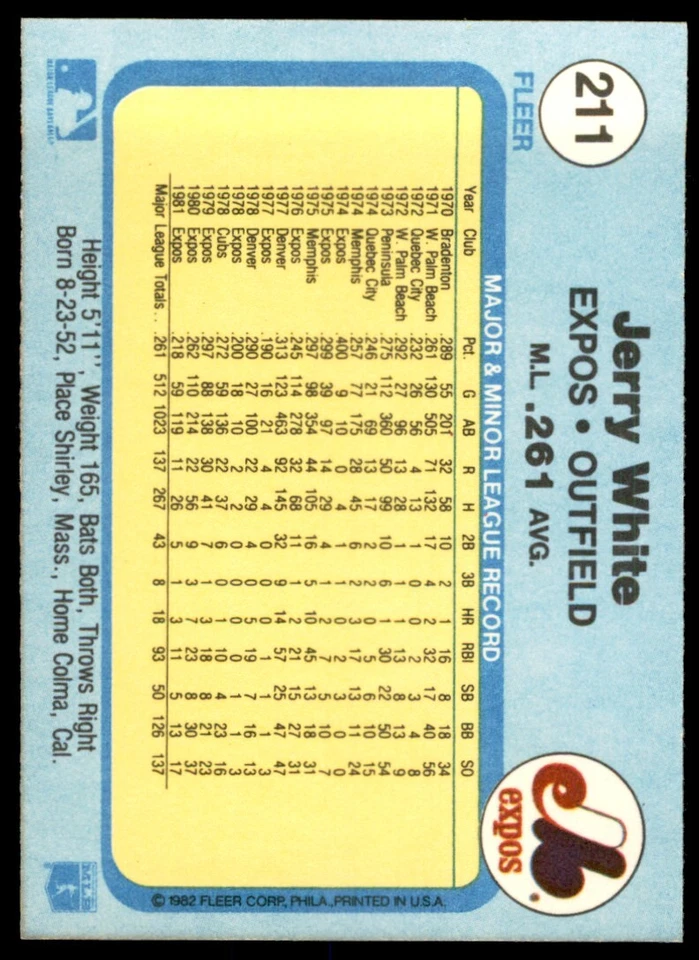 211
FLEER
Jerry White
EXPOS • OUTFIELD
M.L. .261 AVG.
expos
MAJOR & MINOR LEAGUE RECORD
Year Club Pct. G AB R H 2B 3B HR RBI SB BB SO
1970 Bradenton .289 55 201 32 58 10 2 1 16 8 18 34
1971 W. Palm Beach .261 130 505 71 132 17 4 2 32 17 40 56
1972 Quebec City .232 26 56 4 13 1 0 0 2 3 4 8
1972 W. Palm Beach .292 27 96 13 28 1 1 1 13 8 13 9
1973 Peninsula .275 112 360 50 99 10 6 1 30 22 50 54
1974 Quebec City .246 21 69 13 17 2 1 0 5 6 10 15
1974 Memphis .257 77 175 28 45 6 2 3 17 13 11 24
1974 Expos .400 9 10 0 4 1 1 0 2 3 0 0
1975 Expos .299 39 97 14 29 4 1 2 7 5 10 7
1975 Memphis .297 98 354 44 105 16 5 10 45 13 18 31
1976 Expos .245 114 278 32 68 11 1 2 21 15 27 31
1977 Denver .313 123 463 92 145 32 9 14 57 25 47 47
1977 Expos .190 16 21 4 4 0 0 0 1 1 1 3
1978 Denver .290 27 100 29 29 4 0 5 19 7 16 13
1978 Expos .200 18 10 2 2 0 0 0 0 1 1 3
1978 Cubs .272 59 136 22 37 6 0 1 10 4 23 16
1979 Expos .297 88 138 30 41 7 1 3 18 8 21 23
1980 Expos .262 110 214 22 56 9 3 7 23 8 30 37
1981 Expos .218 59 119 11 26 5 1 3 11 5 13 17
Major League Totals . . .261 512 1023 137 267 43 8 18 93 50 126 137
Height 5'11", Weight 165, Bats Both, Throws Right
Born 8-23-52, Place Shirley, Mass., Home Colma, Cal.
© 1982 FLEER CORP., PHILA., PRINTED IN U.S.A.